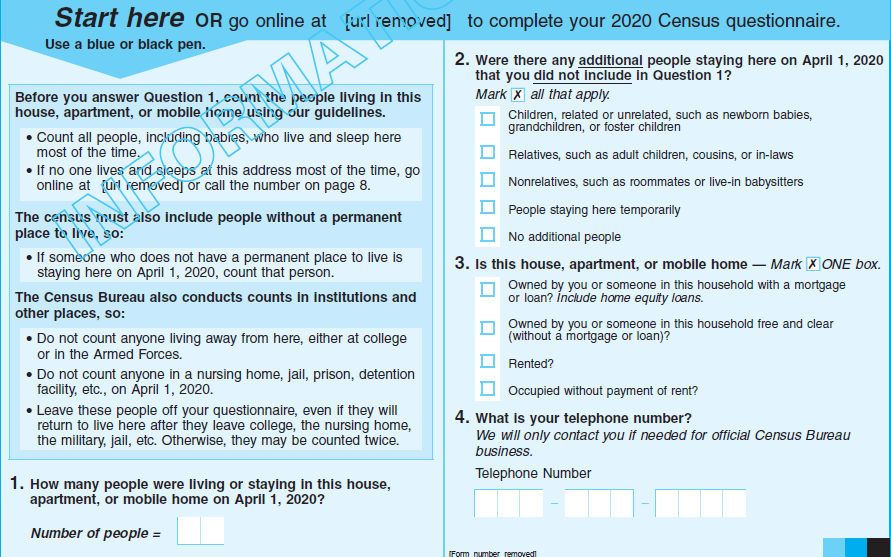 Start here OR go online at [url removed] to complete your 2020 Census questionnaire.
Use a blue or black pen.
Before you answer Question 1, count the people living in this
house, apartment, or mobile home using our guidelines.
• Count all people, including babies, who live and sleep here
most of the time.
• If no one lives and sleeps at this address most of the time, go
online at [url removed] or call the number on page 8.
The census must also include people without a permanent
place to live, so:
• If someone who does not have a permanent place to live is
staying here on April 1, 2020, count that person.
The Census Bureau also conducts counts in institutions and
other places, so:
• Do not count anyone living away from here, either at college
or in the Armed Forces.
• Do not count anyone in a nursing home, jail, prison, detention
facility, etc., on April 1, 2020.
• Leave these people off your questionnaire, even if they will
return to live here after they leave college, the nursing home,
the military, jail, etc. Otherwise, they may be counted twice.
1. How many people were living or staying in this house,
apartment, or mobile home on April 1, 2020?
Number of people =
2. Were there any additional people staying here on April 1, 2020
that you did not include in Question 1?
Mark ✗ all that apply.
Children, related or unrelated, such as newborn babies,
grandchildren, or foster children
Relatives, such as adult children, cousins, or in-laws
Nonrelatives, such as roommates or live-in babysitters
People staying here temporarily
No additional people
3. Is this house, apartment, or mobile home — Mark ✗ ONE box.
Owned by you or someone in this household with a mortgage
or loan? Include home equity loans.
Owned by you or someone in this household free and clear
(without a mortgage or loan)?
Rented?
Occupied without payment of rent?
4. What is your telephone number?
We will only contact you if needed for official Census Bureau
business.
Telephone Number
– –
[Form number removed]
INFORMATIO